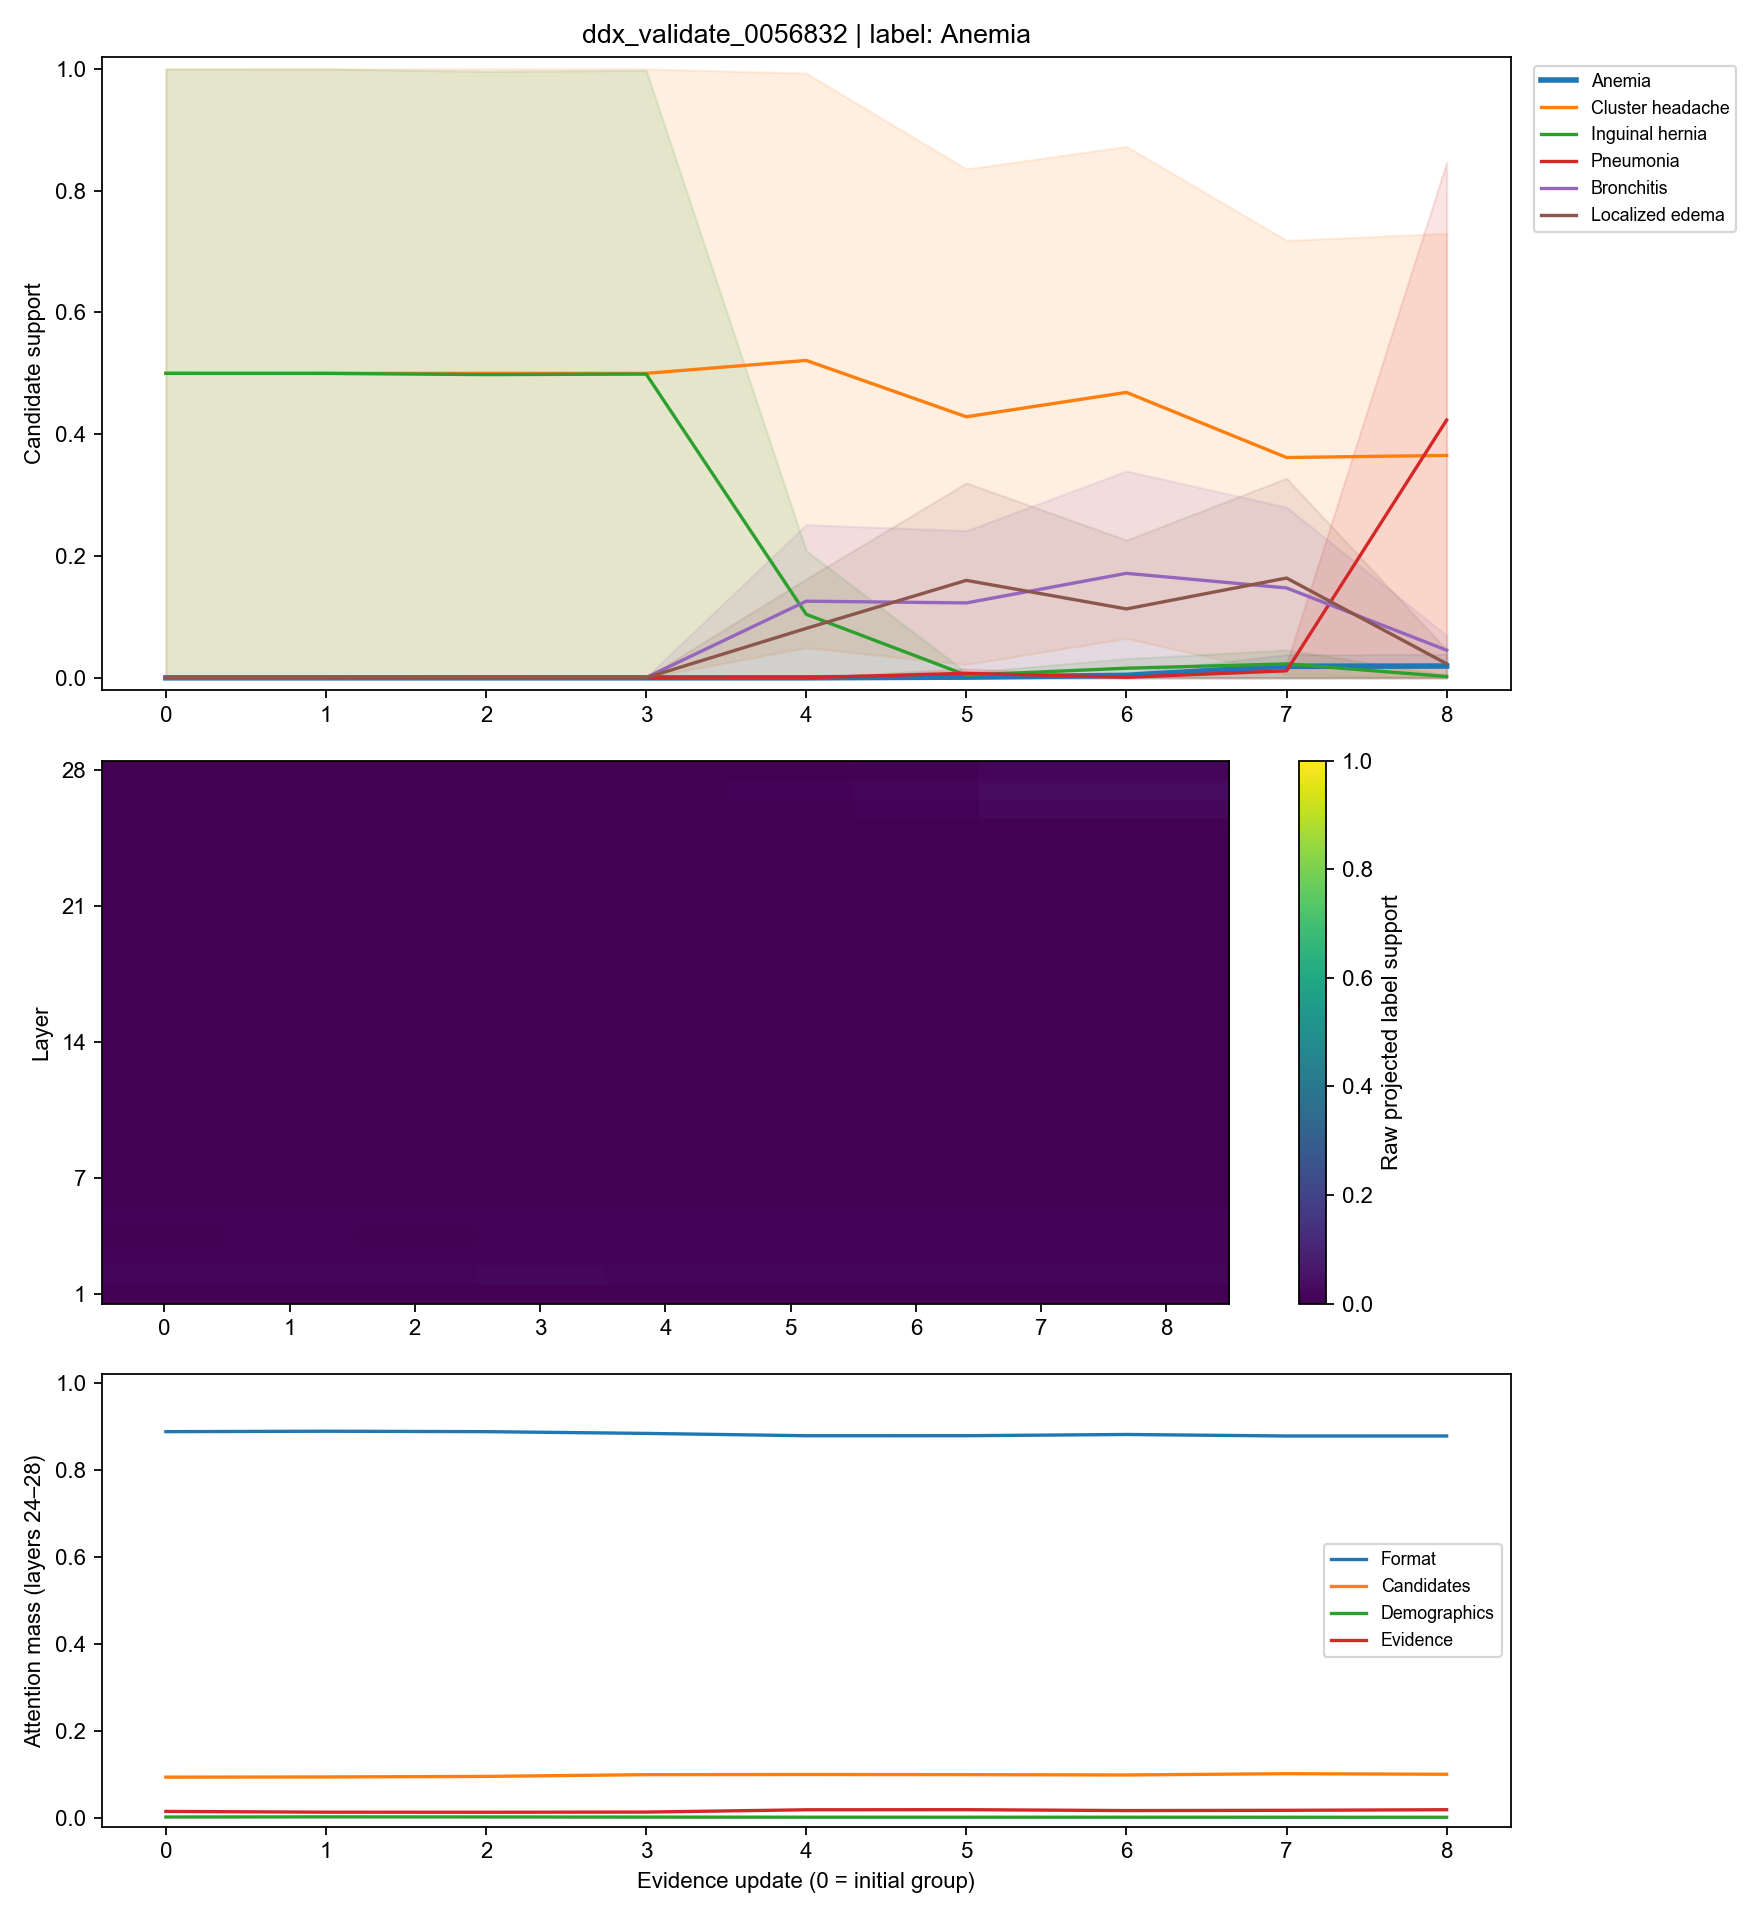 ddx_validate_0056832 | label: Anemia
Candidate support
1.0
0.8
0.6
0.4
0.2
0.0
0 1 2 3 4 5 6 7 8
Anemia
Cluster headache
Inguinal hernia
Pneumonia
Bronchitis
Localized edema
Layer
28
21
14
7
1
0 1 2 3 4 5 6 7 8
1.0
0.8
0.6
0.4
0.2
0.0
Raw projected label support
Attention mass (layers 24–28)
1.0
0.8
0.6
0.4
0.2
0.0
Format
Candidates
Demographics
Evidence
0 1 2 3 4 5 6 7 8
Evidence update (0 = initial group)